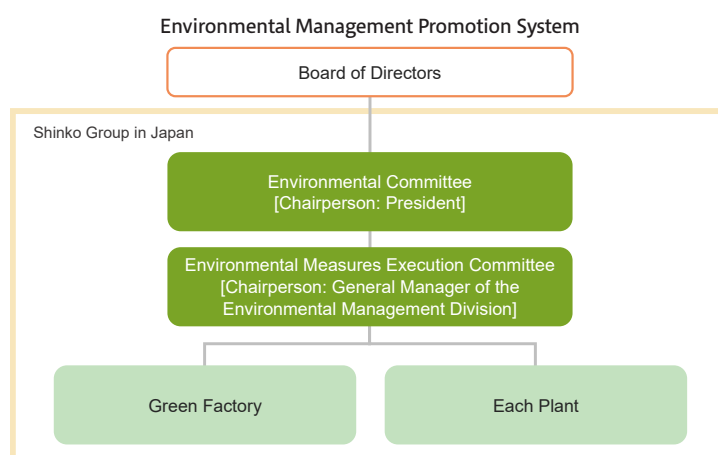 Environmental Management Promotion System
Board of Directors
Shinko Group in Japan
Environmental Committee
[Chairperson: President]
Environmental Measures Execution Committee
[Chairperson: General Manager of the
Environmental Management Division]
Green Factory
Each Plant